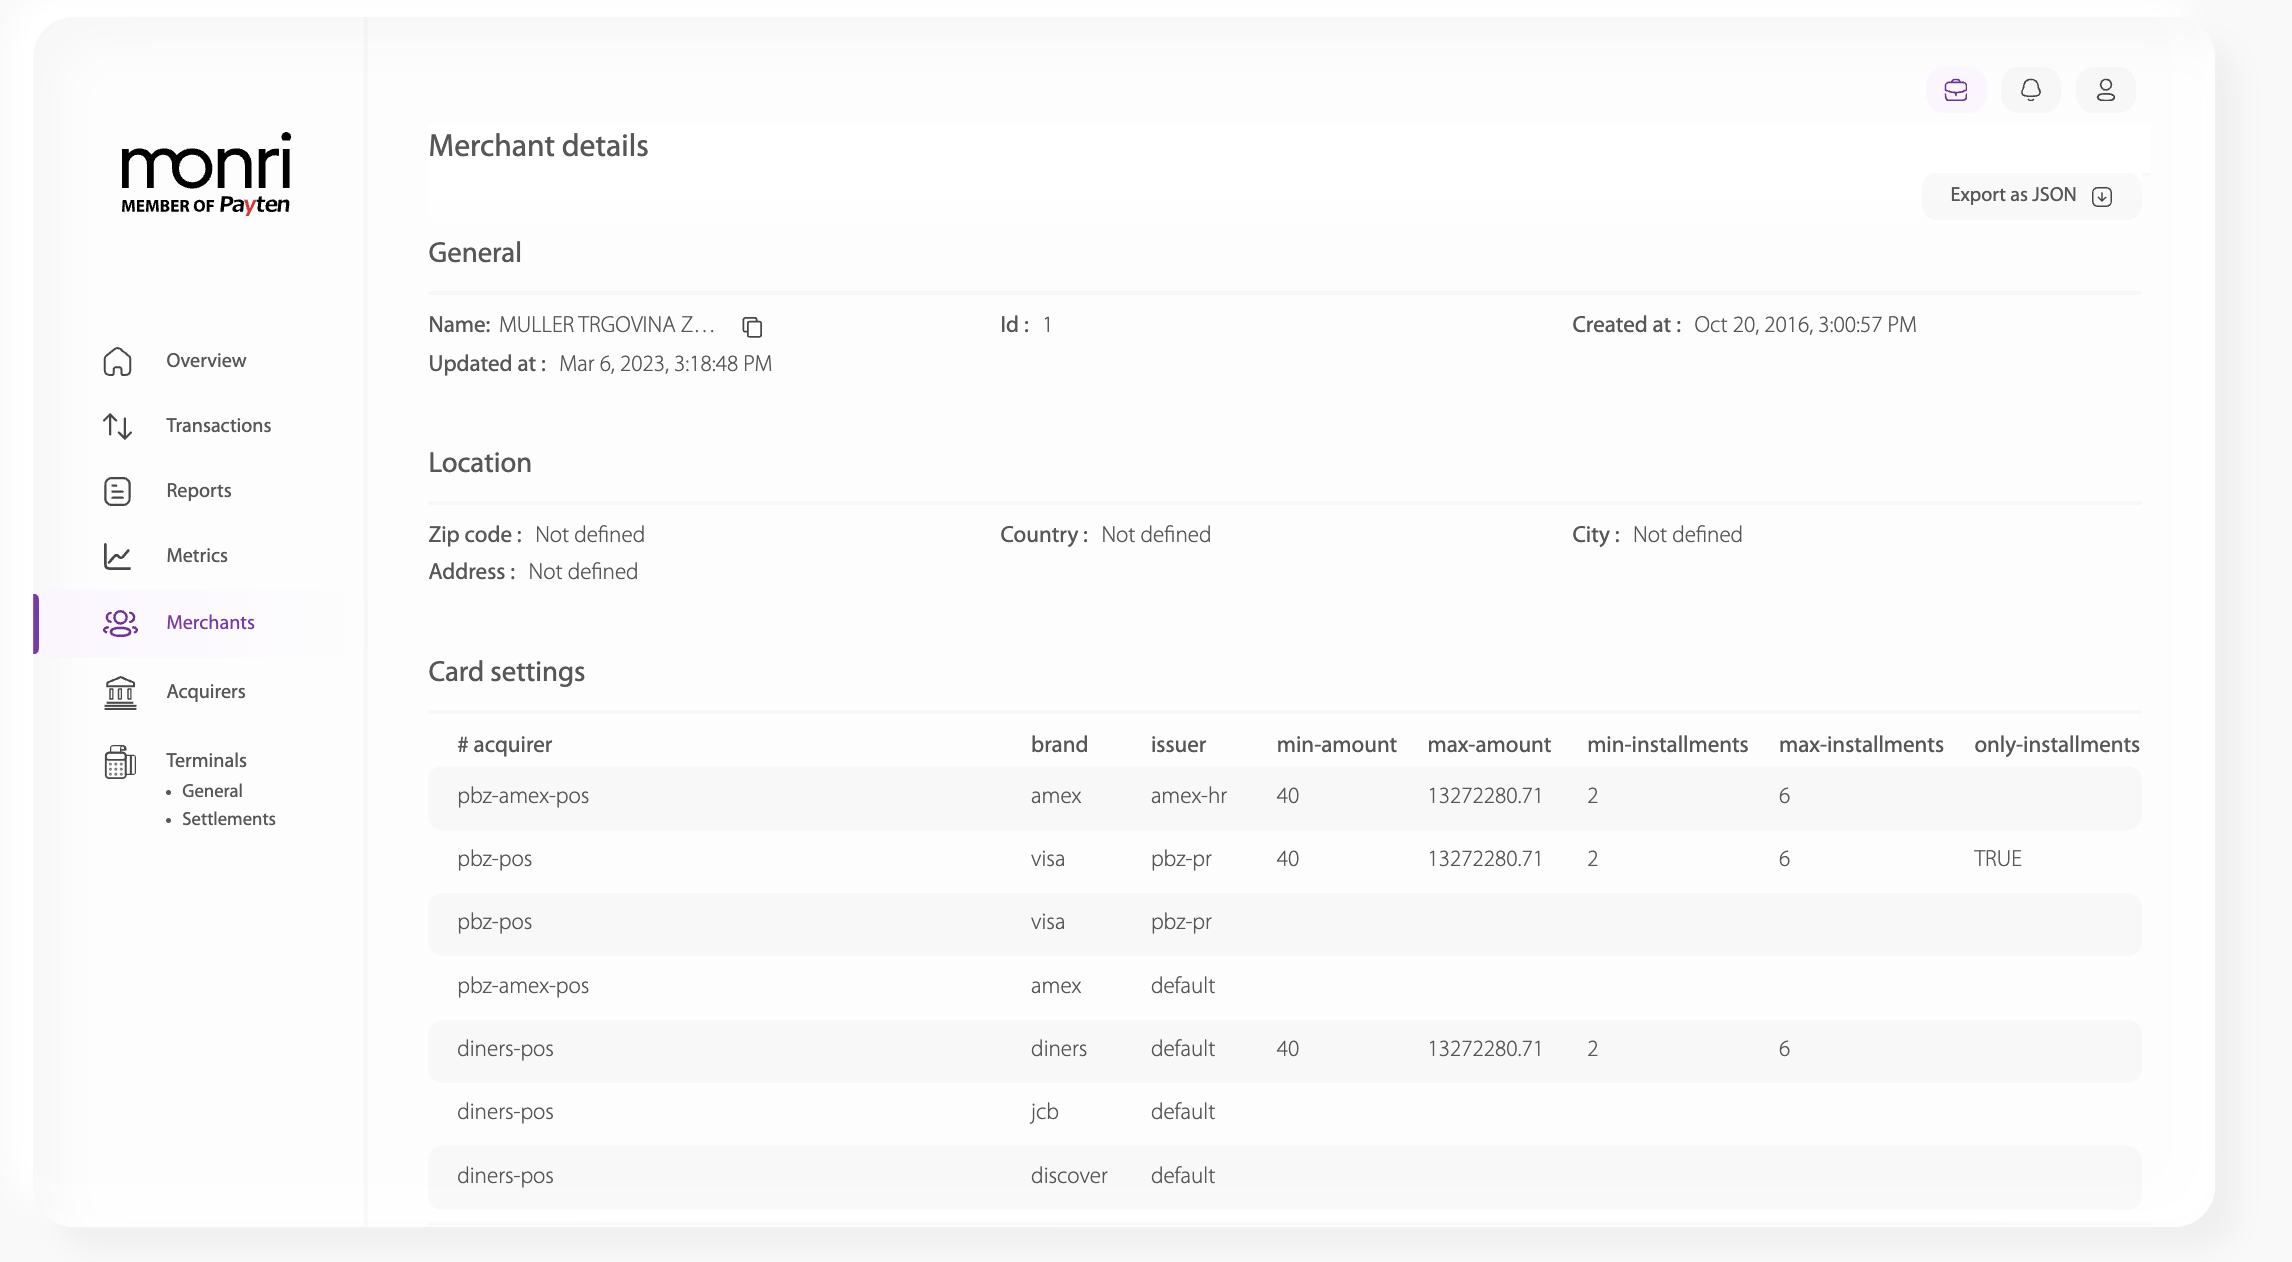 monri
MEMBER OF Payten
Overview
Transactions
Reports
Metrics
Merchants
Acquirers
Terminals
• General
• Settlements
Merchant details
Export as JSON
General
Name: MULLER TRGOVINA Z... Id : 1 Created at : Oct 20, 2016, 3:00:57 PM
Updated at : Mar 6, 2023, 3:18:48 PM
Location
Zip code : Not defined Country : Not defined City : Not defined
Address : Not defined
Card settings
# acquirer brand issuer min-amount max-amount min-installments max-installments only-installments
pbz-amex-pos amex amex-hr 40 13272280.71 2 6
pbz-pos visa pbz-pr 40 13272280.71 2 6 TRUE
pbz-pos visa pbz-pr
pbz-amex-pos amex default
diners-pos diners default 40 13272280.71 2 6
diners-pos jcb default
diners-pos discover default